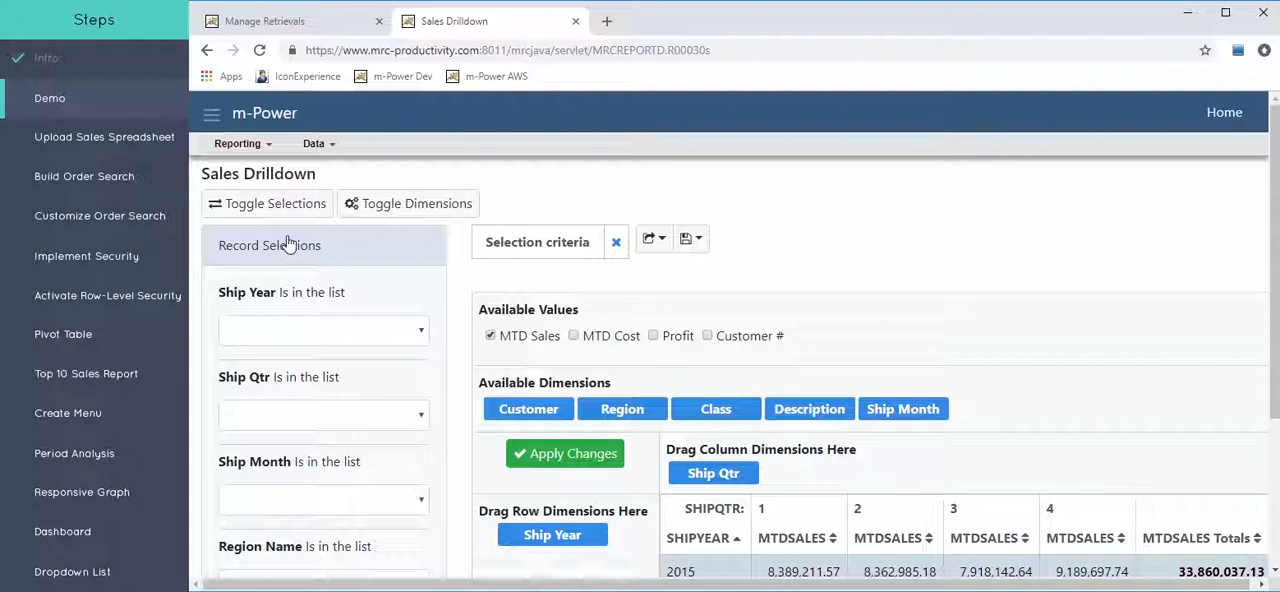 Steps
Intro
Demo
Upload Sales Spreadsheet
Build Order Search
Customize Order Search
Implement Security
Activate Row-Level Security
Pivot Table
Top 10 Sales Report
Create Menu
Period Analysis
Responsive Graph
Dashboard
Dropdown List
Manage Retrievals
Sales Drilldown
https://www.mrc-productivity.com:8011/mrcjava/servlet/MRCREPORTD.R00030s
Apps IconExperience m-Power Dev m-Power AWS
m-Power Home
Reporting Data
Sales Drilldown
Toggle Selections Toggle Dimensions
Record Selections
Ship Year Is in the list
Ship Qtr Is in the list
Ship Month Is in the list
Region Name Is in the list
Selection criteria
Available Values
MTD Sales MTD Cost Profit Customer #
Available Dimensions
Customer Region Class Description Ship Month
Apply Changes
Drag Column Dimensions Here
Ship Qtr
Drag Row Dimensions Here
Ship Year
SHIPQTR: 1 2 3 4
SHIPYEAR MTDSALES MTDSALES MTDSALES MTDSALES MTDSALES Totals
2015 8,389,211.57 8,362,985.18 7,918,142.64 9,189,697.74 33,860,037.13